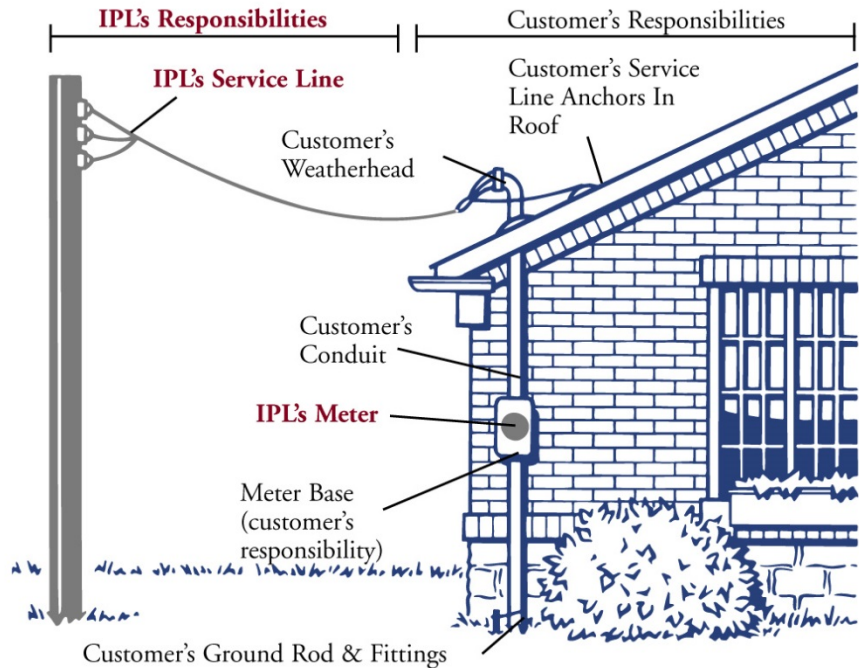 IPL's Responsibilities
Customer's Responsibilities
IPL's Service Line
Customer's Service
Line Anchors In
Roof
Customer's
Weatherhead
Customer's
Conduit
IPL's Meter
Meter Base
(customer's
responsibility)
Customer's Ground Rod & Fittings